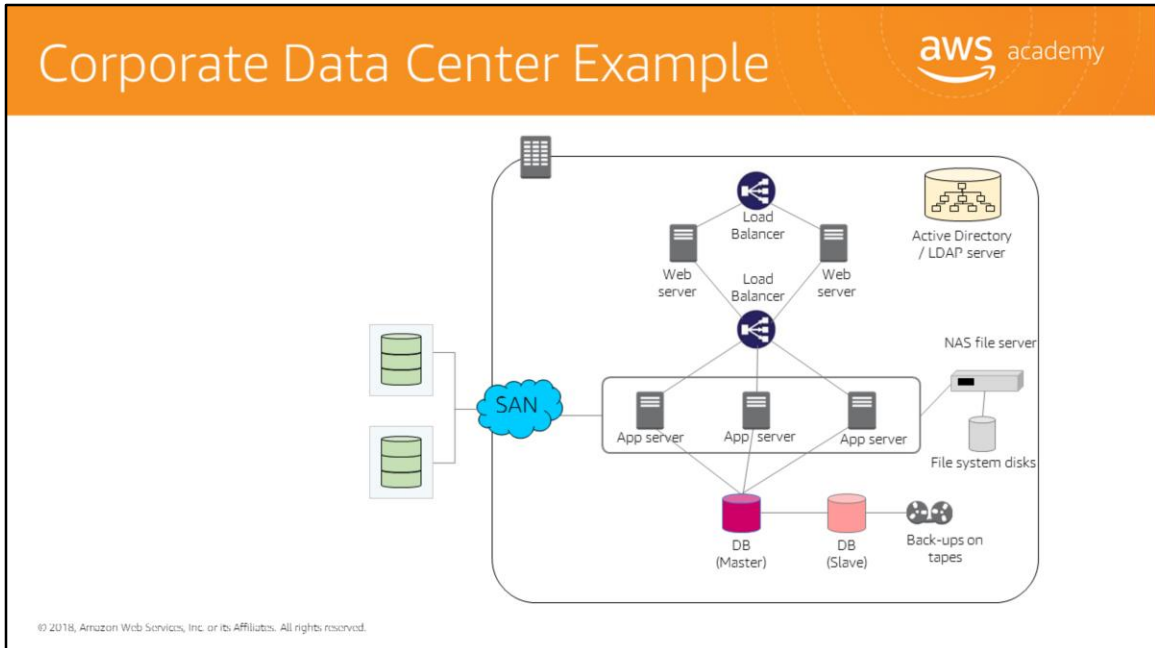 Corporate Data Center Example
aws academy
Load
Balancer
Active Directory
/ LDAP server
Web
server
Load
Balancer
Web
server
NAS file server
SAN
App server
App server
App server
File system disks
DB
(Master)
DB
(Slave)
Back-ups on
tapes
© 2018, Amazon Web Services, Inc. or its Affiliates. All rights reserved.